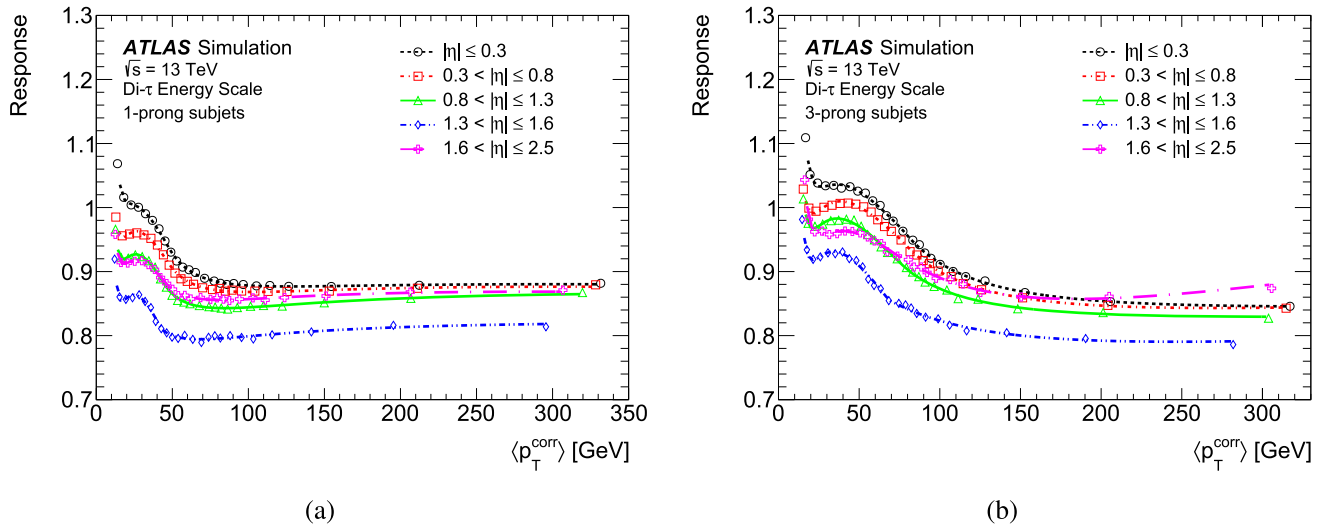 Response
1.3
1.2
1.1
1
0.9
0.8
0.7
ATLAS Simulation
√s = 13 TeV
Di-τ Energy Scale
1-prong subjets
|η| ≤ 0.3
0.3 < |η| ≤ 0.8
0.8 < |η| ≤ 1.3
1.3 < |η| ≤ 1.6
1.6 < |η| ≤ 2.5
0 50 100 150 200 250 300 350
⟨p_T^corr⟩ [GeV]
(a)
Response
1.3
1.2
1.1
1
0.9
0.8
0.7
ATLAS Simulation
√s = 13 TeV
Di-τ Energy Scale
3-prong subjets
|η| ≤ 0.3
0.3 < |η| ≤ 0.8
0.8 < |η| ≤ 1.3
1.3 < |η| ≤ 1.6
1.6 < |η| ≤ 2.5
0 50 100 150 200 250 300
⟨p_T^corr⟩ [GeV]
(b)